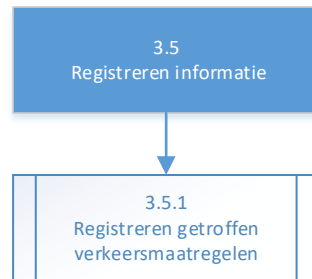 3.5
Registreren informatie
3.5.1
Registreren getroffen
verkeersmaatregelen